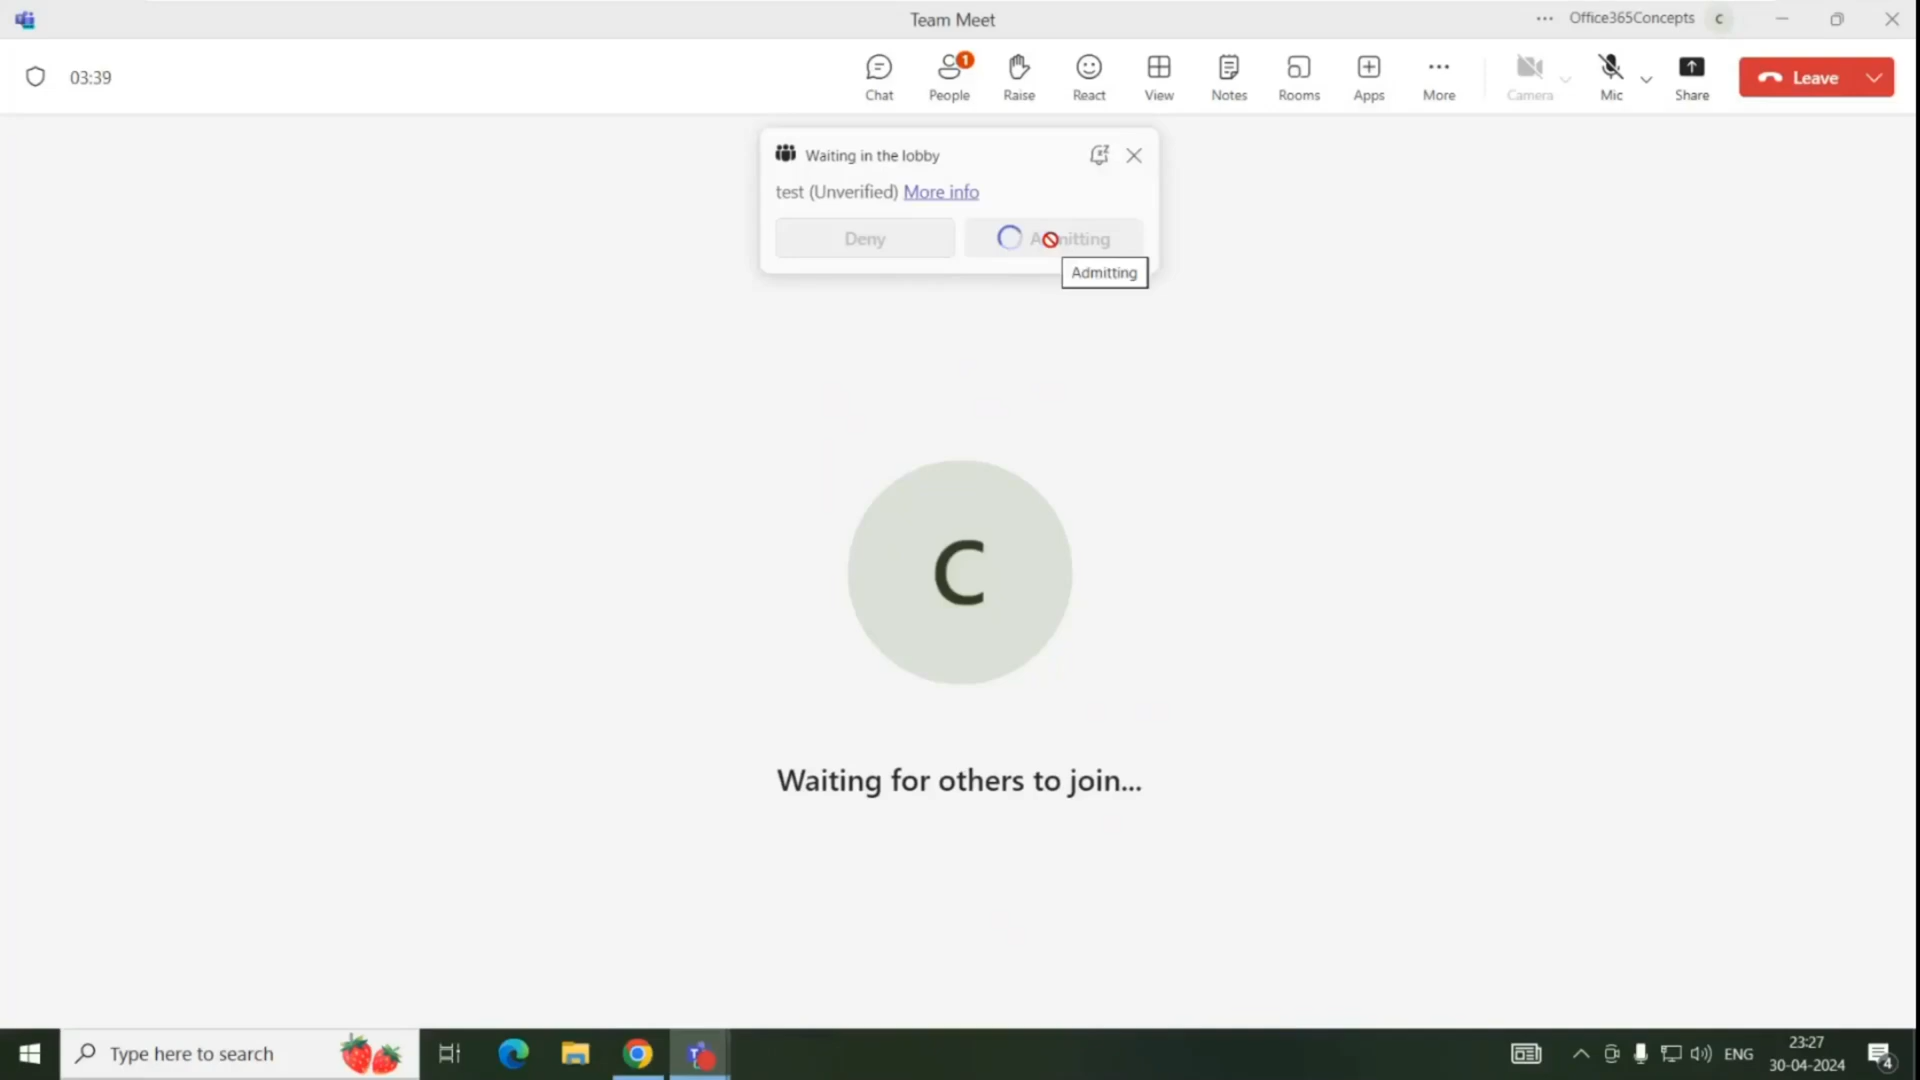 Team Meet
Office365Concepts C
03:39
Chat
People 1
Raise
React
View
Notes
Rooms
Apps
More
Camera
Mic
Share
Leave
Waiting in the lobby
test (Unverified) More info
Deny
Admitting
Admitting
C
Waiting for others to join...
Type here to search
ENG
23:27
30-04-2024
4